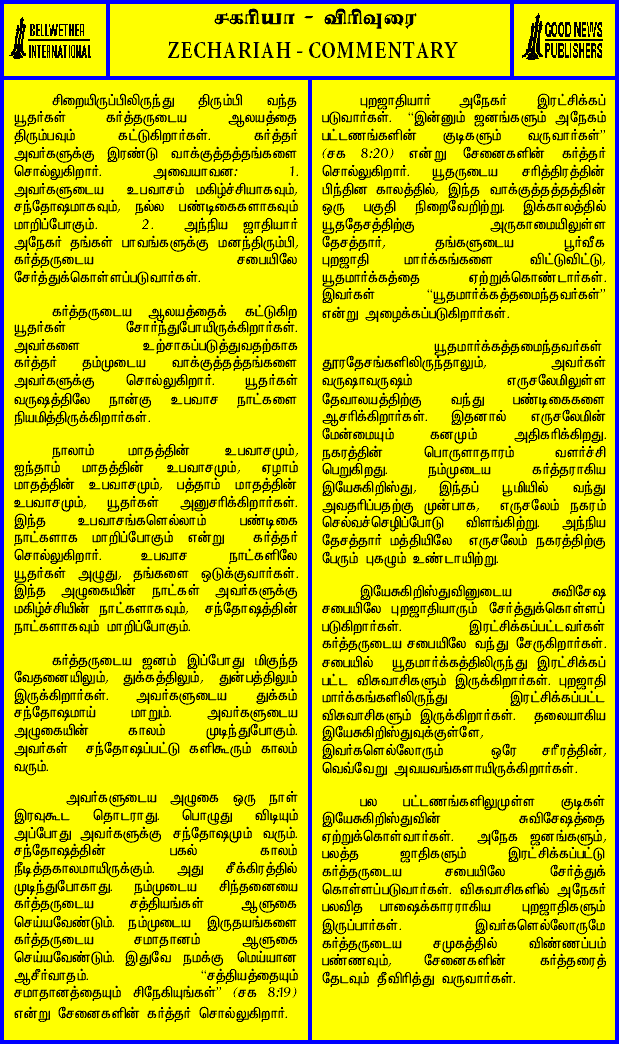 BELLWETHER
INTERNATIONAL
சகரியா - விரிவுரை
ZECHARIAH - COMMENTARY
GOOD NEWS
PUBLISHERS
சிறையிருப்பிலிருந்து திரும்பி வந்த
யூதர்கள் கர்த்தருடைய ஆலயத்தை
திரும்பவும் கட்டுகிறார்கள். கர்த்தர்
அவர்களுக்கு இரண்டு வாக்குத்தத்தங்களை
சொல்லுகிறார். அவையாவன: 1.
அவர்களுடைய உபவாசம் மகிழ்ச்சியாகவும்,
சந்தோஷமாகவும், நல்ல பண்டிகைகளாகவும்
மாறிப்போகும். 2. அந்நிய ஜாதியார்
அநேகர் தங்கள் பாவங்களுக்கு மனந்திரும்பி,
கர்த்தருடைய சபையிலே
சேர்த்துக்கொள்ளப்படுவார்கள்.
கர்த்தருடைய ஆலயத்தைக் கட்டுகிற
யூதர்கள் சோர்ந்துபோயிருக்கிறார்கள்.
அவர்களை உற்சாகப்படுத்துவதற்காக
கர்த்தர் தம்முடைய வாக்குத்தத்தங்களை
அவர்களுக்கு சொல்லுகிறார். யூதர்கள்
வருஷத்திலே நான்கு உபவாச நாட்களை
நியமித்திருக்கிறார்கள்.
நாலாம் மாதத்தின் உபவாசமும்,
ஐந்தாம் மாதத்தின் உபவாசமும், ஏழாம்
மாதத்தின் உபவாசமும், பத்தாம் மாதத்தின்
உபவாசமும், யூதர்கள் அனுசரிக்கிறார்கள்.
இந்த உபவாசங்களெல்லாம் பண்டிகை
நாட்களாக மாறிப்போகும் என்று கர்த்தர்
சொல்லுகிறார். உபவாச நாட்களிலே
யூதர்கள் அழுது, தங்களை ஒடுக்குவார்கள்.
இந்த அழுகையின் நாட்கள் அவர்களுக்கு
மகிழ்ச்சியின் நாட்களாகவும், சந்தோஷத்தின்
நாட்களாகவும் மாறிப்போகும்.
கர்த்தருடைய ஜனம் இப்போது மிகுந்த
வேதனையிலும், துக்கத்திலும், துன்பத்திலும்
இருக்கிறார்கள். அவர்களுடைய துக்கம்
சந்தோஷமாய் மாறும். அவர்களுடைய
அழுகையின் காலம் முடிந்துபோகும்.
அவர்கள் சந்தோஷப்பட்டு களிகூரும் காலம்
வரும்.
அவர்களுடைய அழுகை ஒரு நாள்
இரவுகூட தொடராது. பொழுது விடியும்
அப்போது அவர்களுக்கு சந்தோஷமும் வரும்.
சந்தோஷத்தின் பகல் காலம்
நீடித்தகாலமாயிருக்கும். அது சீக்கிரத்தில்
முடிந்துபோகாது. நம்முடைய சிந்தனையை
கர்த்தருடைய சத்தியங்கள் ஆளுகை
செய்யவேண்டும். நம்முடைய இருதயங்களை
கர்த்தருடைய சமாதானம் ஆளுகை
செய்யவேண்டும். இதுவே நமக்கு மெய்யான
ஆசீர்வாதம். “சத்தியத்தையும்
சமாதானத்தையும் சிநேகியுங்கள்” (சக 8:19)
என்று சேனைகளின் கர்த்தர் சொல்லுகிறார்.
புறஜாதியார் அநேகர் இரட்சிக்கப்
படுவார்கள். “இன்னும் ஜனங்களும் அநேகம்
பட்டணங்களின் குடிகளும் வருவார்கள்”
(சக 8:20) என்று சேனைகளின் கர்த்தர்
சொல்லுகிறார். யூதருடைய சரித்திரத்தின்
பிந்தின காலத்தில், இந்த வாக்குத்தத்தத்தின்
ஒரு பகுதி நிறைவேறிற்று. இக்காலத்தில்
யூததேசத்திற்கு அருகாமையிலுள்ள
தேசத்தார், தங்களுடைய பூர்வீக
புறஜாதி மார்க்கங்களை விட்டுவிட்டு,
யூதமார்க்கத்தை ஏற்றுக்கொண்டார்கள்.
இவர்கள் “யூதமார்க்கத்தமைந்தவர்கள்”
என்று அழைக்கப்படுகிறார்கள்.
யூதமார்க்கத்தமைந்தவர்கள்
தூரதேசங்களிலிருந்தாலும், அவர்கள்
வருஷாவருஷம் எருசலேமிலுள்ள
தேவாலயத்திற்கு வந்து பண்டிகைகளை
ஆசரிக்கிறார்கள். இதனால் எருசலேமின்
மேன்மையும் கனமும் அதிகரிக்கிறது.
நகரத்தின் பொருளாதாரம் வளர்ச்சி
பெறுகிறது. நம்முடைய கர்த்தராகிய
இயேசுகிறிஸ்து, இந்தப் பூமியில் வந்து
அவதரிப்பதற்கு முன்பாக, எருசலேம் நகரம்
செல்வச்செழிப்போடு விளங்கிற்று. அந்நிய
தேசத்தார் மத்தியிலே எருசலேம் நகரத்திற்கு
பேரும் புகழும் உண்டாயிற்று.
இயேசுகிறிஸ்துவினுடைய சுவிசேஷ
சபையிலே புறஜாதியாரும் சேர்த்துக்கொள்ளப்
படுகிறார்கள். இரட்சிக்கப்பட்டவர்கள்
கர்த்தருடைய சபையிலே வந்து சேருகிறார்கள்.
சபையில் யூதமார்க்கத்திலிருந்து இரட்சிக்கப்
பட்ட விசுவாசிகளும் இருக்கிறார்கள். புறஜாதி
மார்க்கங்களிலிருந்து இரட்சிக்கப்பட்ட
விசுவாசிகளும் இருக்கிறார்கள். தலையாகிய
இயேசுகிறிஸ்துவுக்குள்ளே,
இவர்களெல்லோரும் ஒரே சரீரத்தின்,
வெவ்வேறு அவயவங்களாயிருக்கிறார்கள்.
பல பட்டணங்களிலுமுள்ள குடிகள்
இயேசுகிறிஸ்துவின் சுவிசேஷத்தை
ஏற்றுக்கொள்வார்கள். அநேக ஜனங்களும்,
பலத்த ஜாதிகளும் இரட்சிக்கப்பட்டு
கர்த்தருடைய சபையிலே சேர்த்துக்
கொள்ளப்படுவார்கள். விசுவாசிகளில் அநேகர்
பலவித பாஷைக்காரராகிய புறஜாதிகளும்
இருப்பார்கள். இவர்களெல்லோருமே
கர்த்தருடைய சமுகத்தில் விண்ணப்பம்
பண்ணவும், சேனைகளின் கர்த்தரைத்
தேடவும் தீவிரித்து வருவார்கள்.